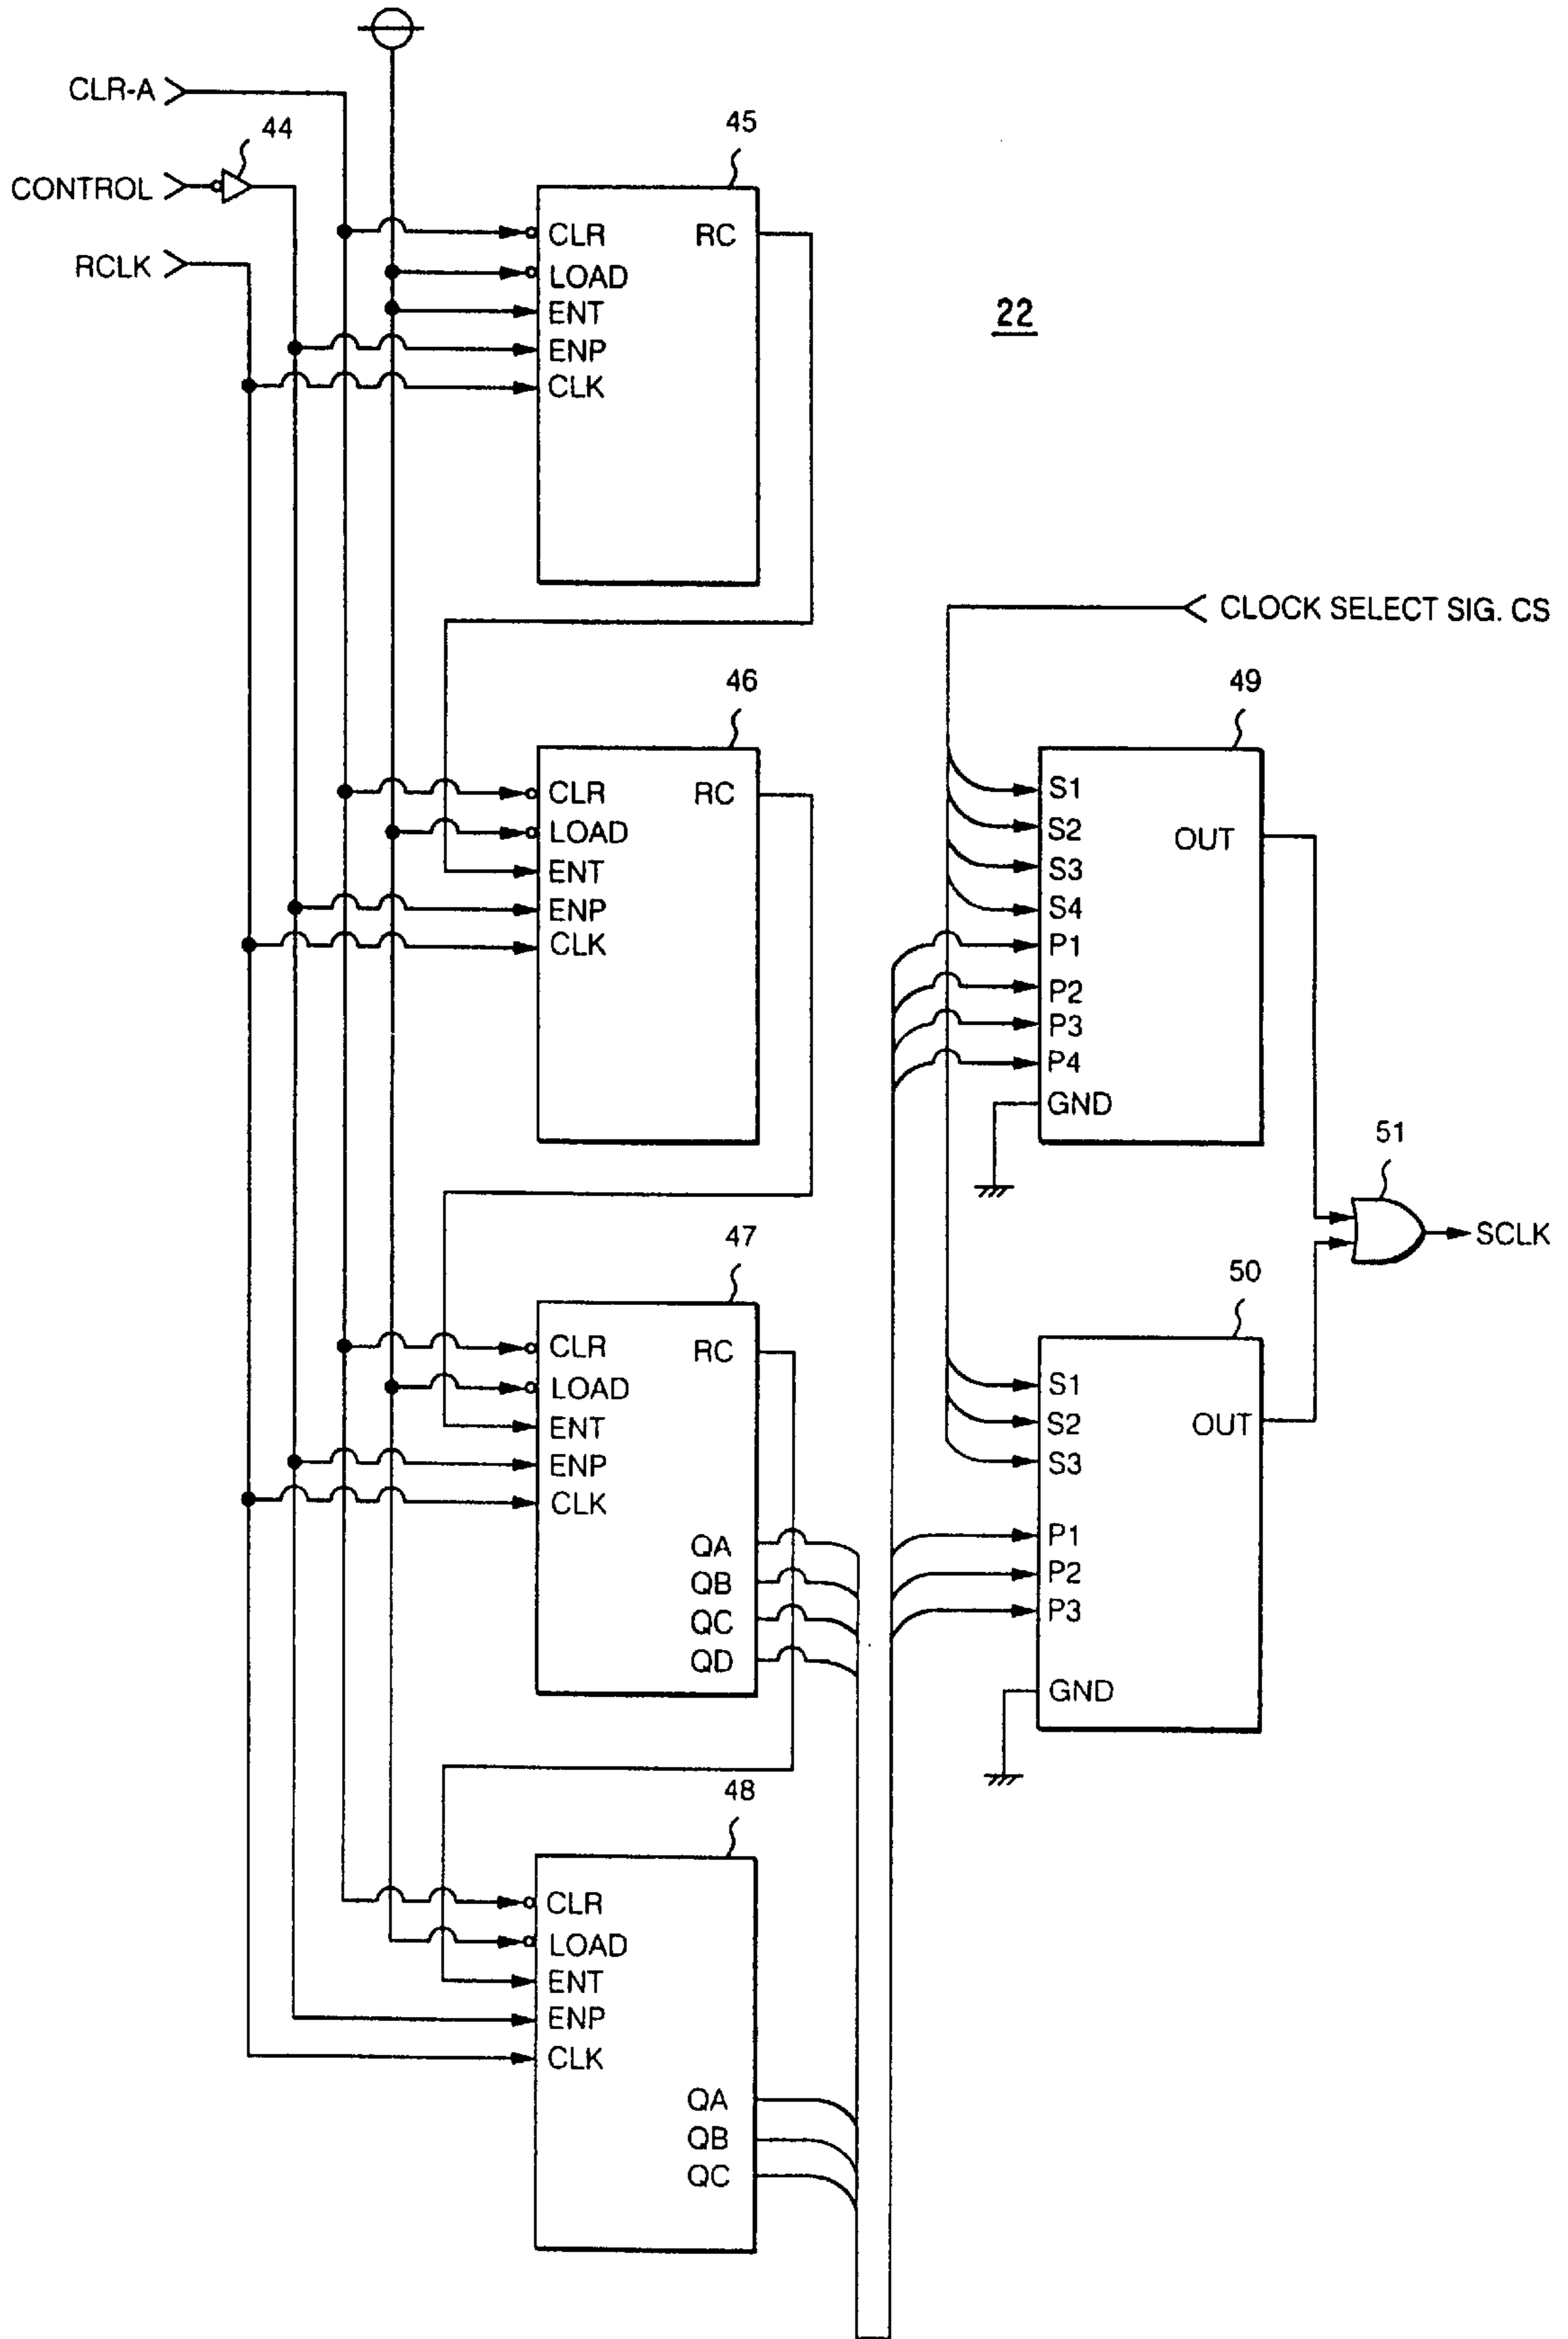 CLR-A
44
45
CONTROL
RCLK
CLR RC
LOAD
ENT
ENP
CLK
22
CLOCK SELECT SIG. CS
46
CLR RC
LOAD
ENT
ENP
CLK
49
S1
S2
OUT
S3
S4
P1
P2
P3
P4
GND
51
SCLK
47
CLR RC
LOAD
ENT
ENP
CLK
QA
QB
QC
QD
50
S1
S2
OUT
S3
P1
P2
P3
GND
48
CLR
LOAD
ENT
ENP
CLK
QA
QB
QC